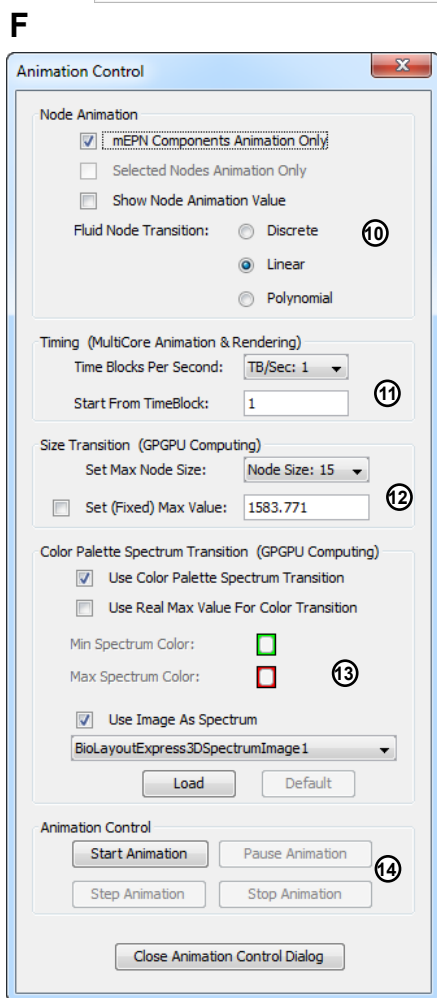 F
Animation Control
Node Animation
mEPN Components Animation Only
Selected Nodes Animation Only
Show Node Animation Value
Fluid Node Transition: Discrete 10
Linear
Polynomial
Timing (MultiCore Animation & Rendering)
Time Blocks Per Second: TB/Sec: 1
Start From TimeBlock: 1 11
Size Transition (GPGPU Computing)
Set Max Node Size: Node Size: 15
Set (Fixed) Max Value: 1583.771 12
Color Palette Spectrum Transition (GPGPU Computing)
Use Color Palette Spectrum Transition
Use Real Max Value For Color Transition
Min Spectrum Color:
Max Spectrum Color: 13
Use Image As Spectrum
BioLayoutExpress3DSpectrumImage1
Load Default
Animation Control
Start Animation Pause Animation 14
Step Animation Stop Animation
Close Animation Control Dialog